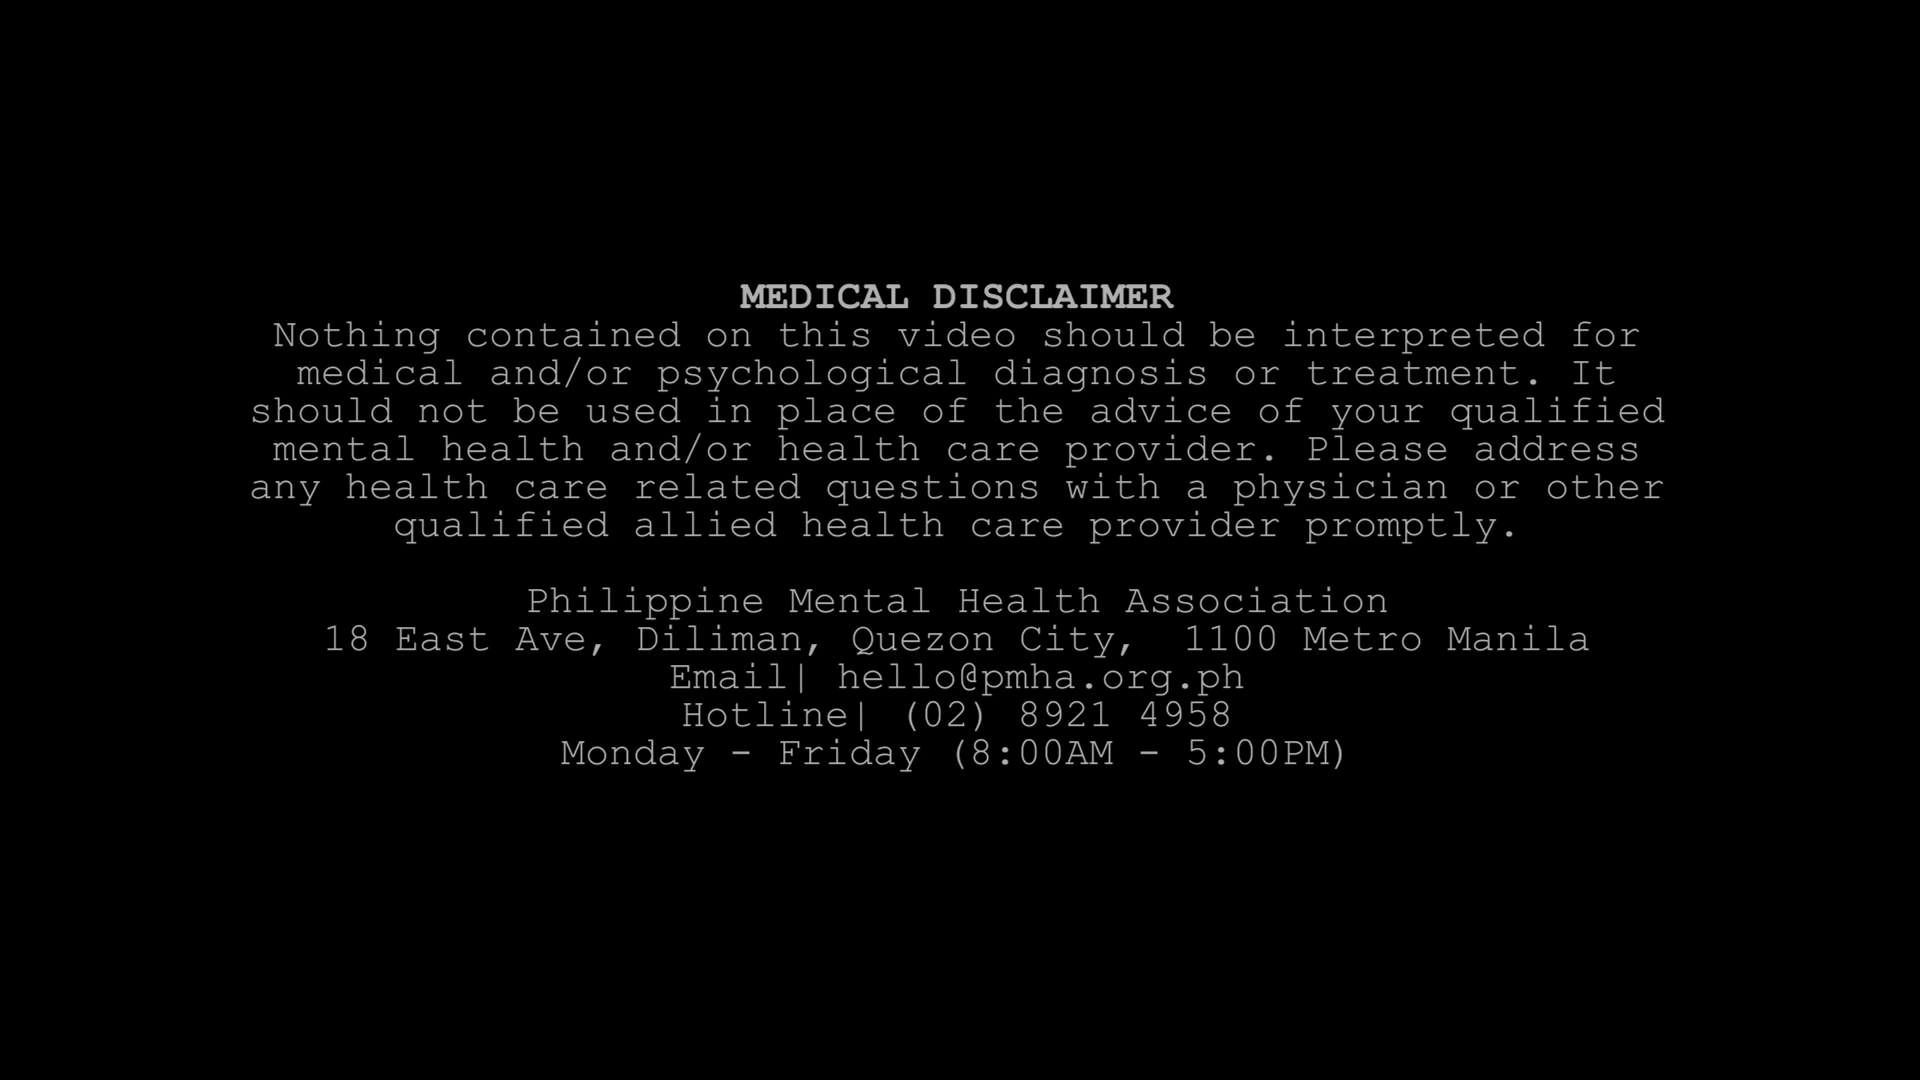 MEDICAL DISCLAIMER
Nothing contained on this video should be interpreted for
medical and/or psychological diagnosis or treatment. It
should not be used in place of the advice of your qualified
mental health and/or health care provider. Please address
any health care related questions with a physician or other
qualified allied health care provider promptly.
Philippine Mental Health Association
18 East Ave, Diliman, Quezon City,  1100 Metro Manila
Email| hello@pmha.org.ph
Hotline| (02) 8921 4958
Monday - Friday (8:00AM - 5:00PM)